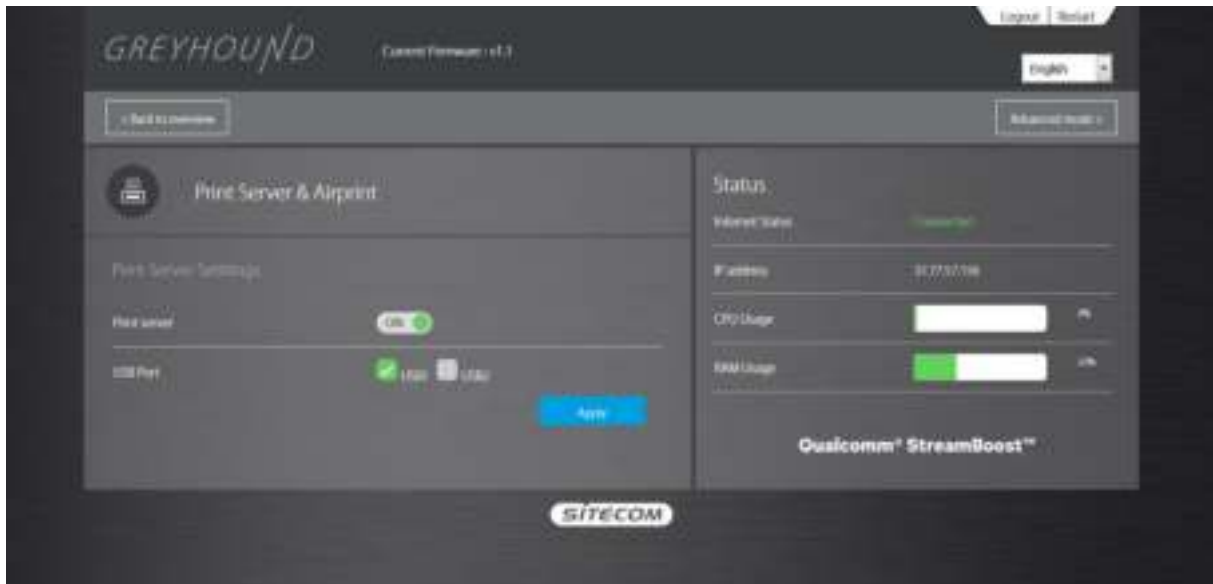 Logout Restart
GREYHOUND
Current Firmware : v1.1
English
< Back to overview
Advanced mode >
Print Server & Airprint
Status
Internet Status
Connected
Print Server Settings
IP address
Print server
ON
CPU Usage
USB Port
RAM Usage
Apply
Qualcomm® StreamBoost™
SITECOM